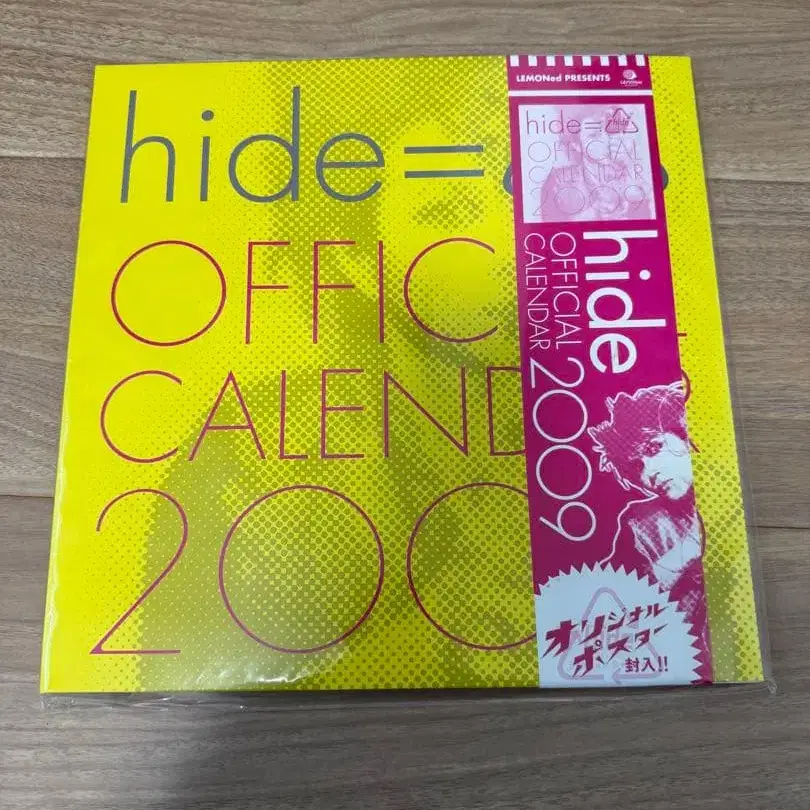 hide=
OFFIC
CALEND
200
LEMONed PRESENTS
hide=
OFFICIAL
CALENDAR
2009
hide
OFFICIAL
CALENDAR
2009
オリジナル
ポスター
封入!!